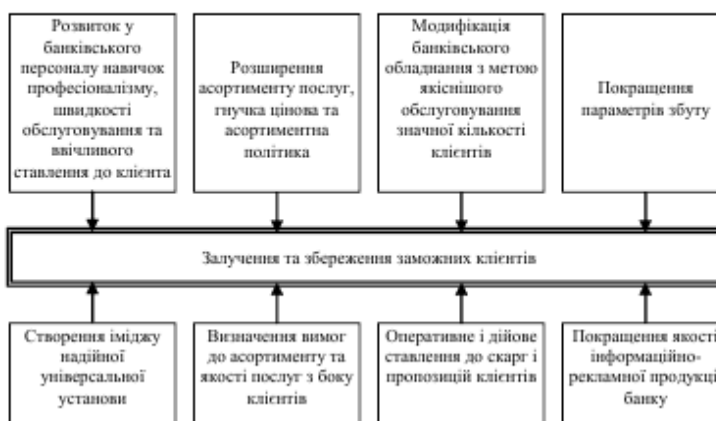 Розвиток у
банківського
персоналу навичок
професіоналізму,
швидкості
обслуговування та
ввічливого
ставлення до клієнта
Розширення
асортименту послуг,
гнучка цінова та
асортиментна
політика
Модифікація
банківського
обладнання з метою
якіснішого
обслуговування
значної кількості
клієнтів
Покращення
параметрів збуту
Залучення та збереження заможних клієнтів
Створення іміджу
надійної
універсальної
установи
Визначення вимог
до асортименту та
якості послуг з боку
клієнтів
Оперативне і дійове
ставлення до скарг і
пропозицій клієнтів
Покращення якості
інформаційно-
рекламної продукції
банку